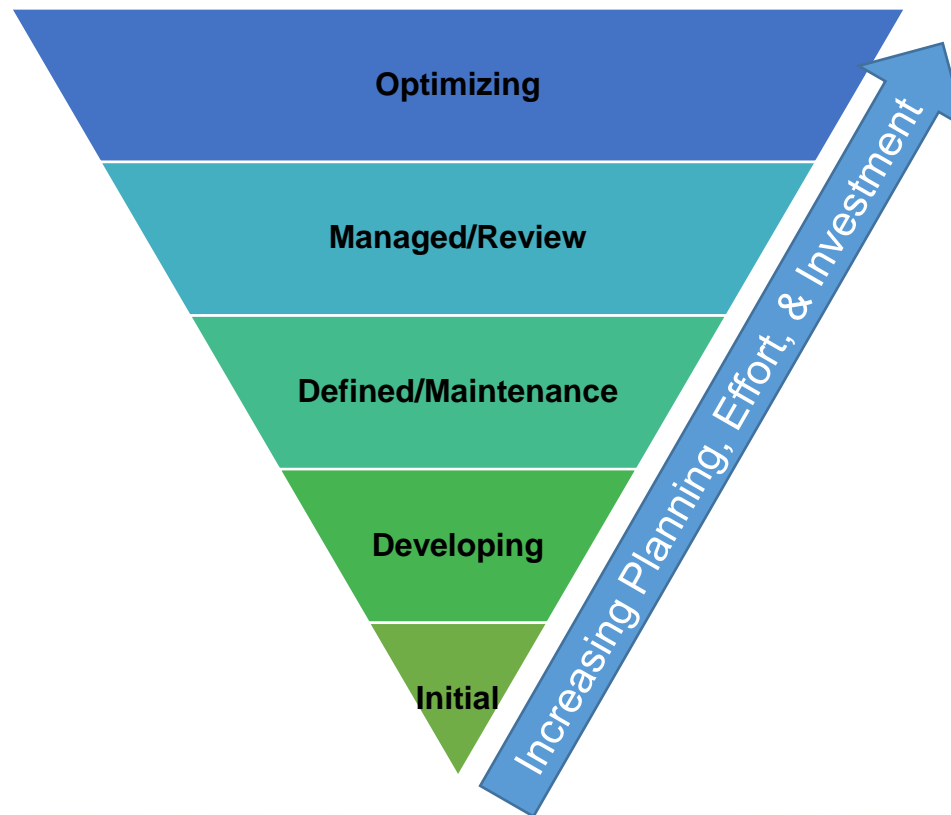 Optimizing
Managed/Review
Defined/Maintenance
Developing
Initial
Increasing Planning, Effort, & Investment